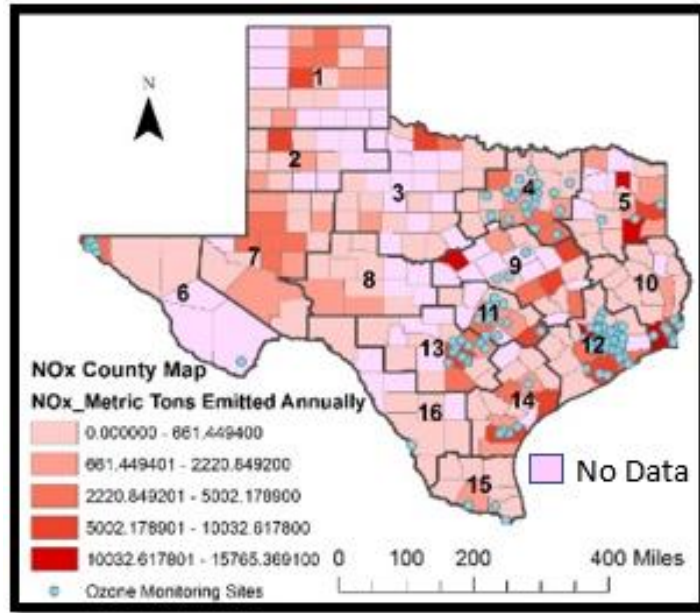 N
1
2
3
4
5
6
7
8
9
10
11
12
13
14
15
16
NOx County Map
NOx_Metric Tons Emitted Annually
0.000000 - 661.449400
661.449401 - 2220.849200
2220.849201 - 5002.178900
5002.178901 - 10032.617800
10032.617801 - 15765.369100
Ozone Monitoring Sites
No Data
0 100 200 400 Miles